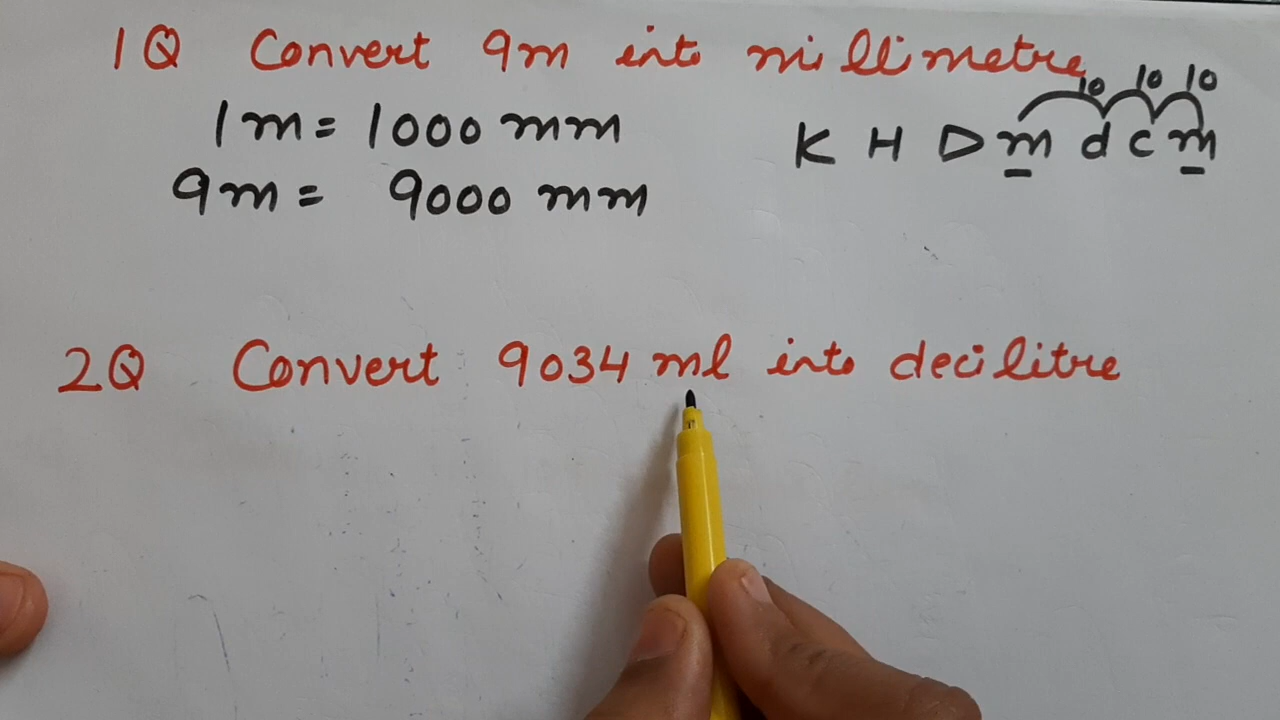 1Q Convert 9m into millimetre
1m = 1000 mm
9m = 9000 mm
10 10 10
K H D m d c m
2Q Convert 9034 ml into decilitre